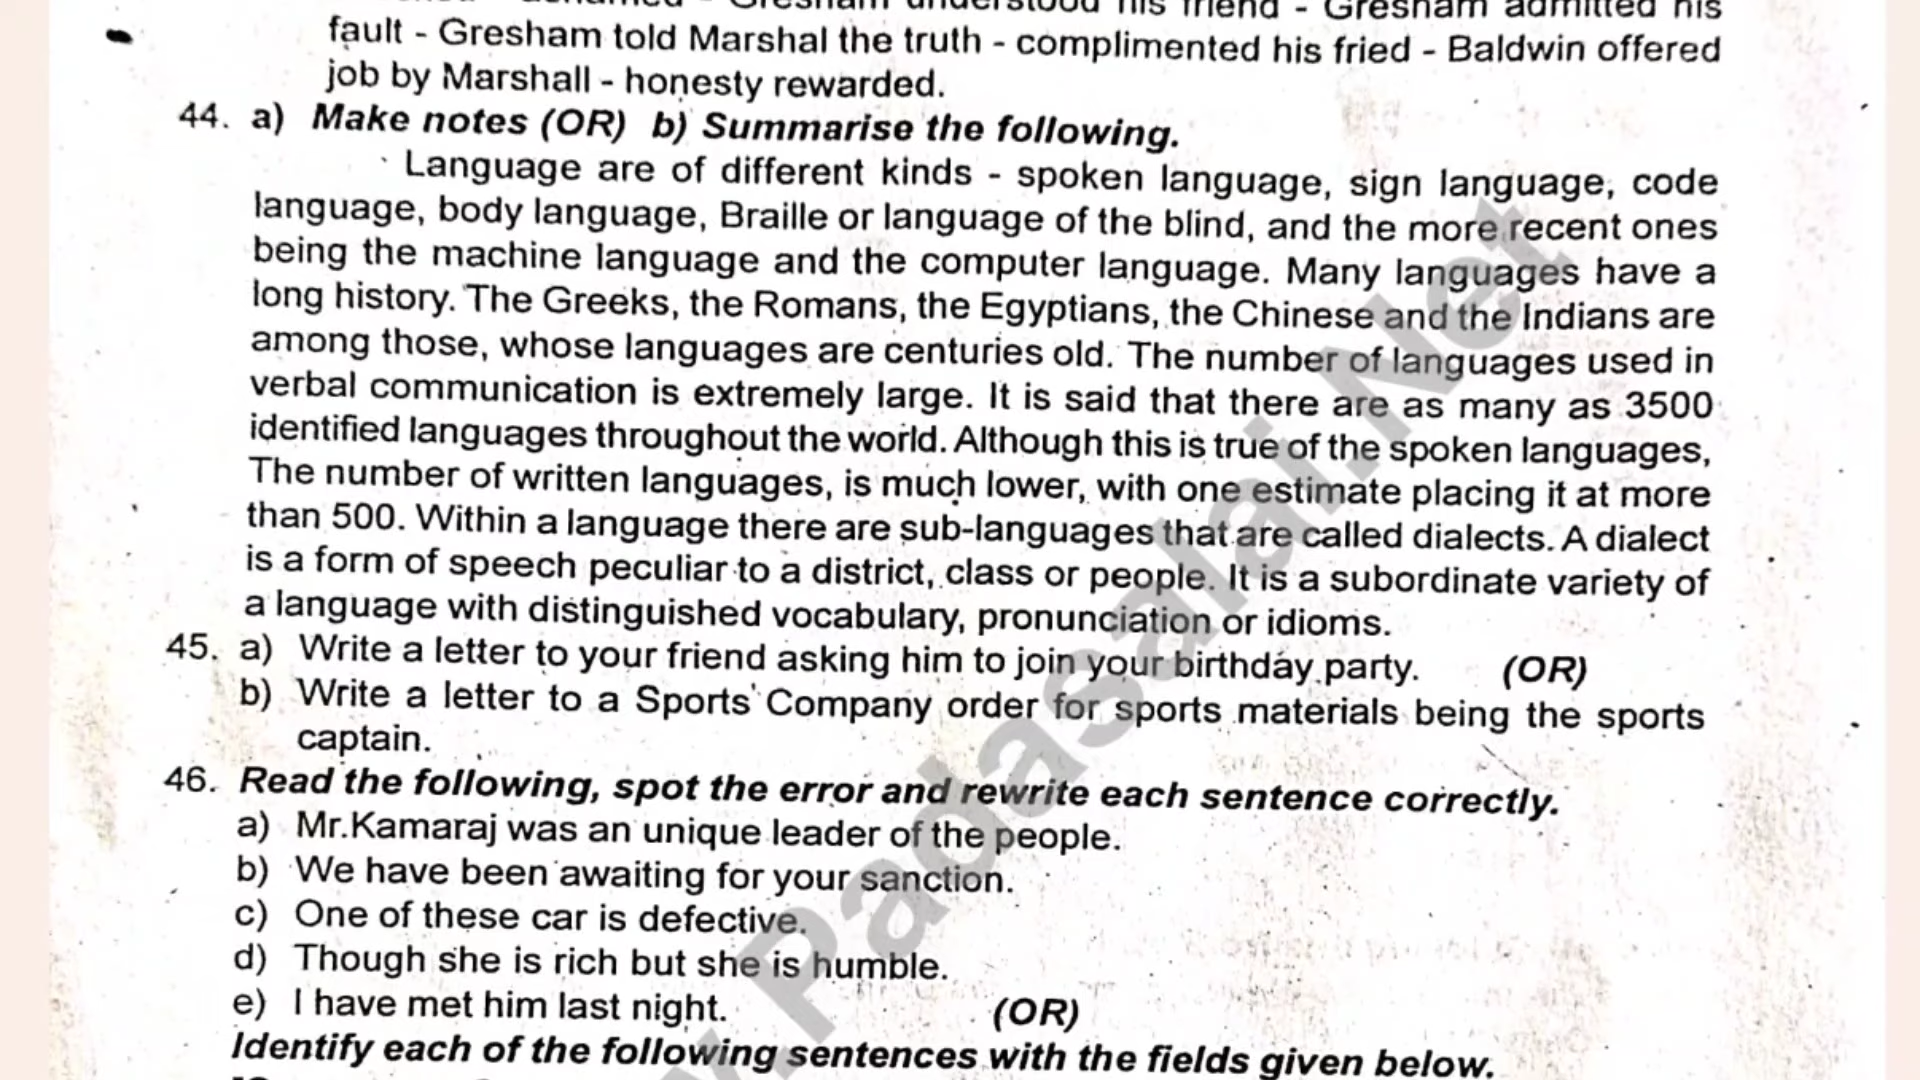 understood his friend - Gresham admitted his
fault - Gresham told Marshal the truth - complimented his fried - Baldwin offered
job by Marshall - honesty rewarded.
44. a) Make notes (OR) b) Summarise the following.
Language are of different kinds - spoken language, sign language, code
language, body language, Braille or language of the blind, and the more recent ones
being the machine language and the computer language. Many languages have a
long history. The Greeks, the Romans, the Egyptians, the Chinese and the Indians are
among those, whose languages are centuries old. The number of languages used in
verbal communication is extremely large. It is said that there are as many as 3500
identified languages throughout the world. Although this is true of the spoken languages,
The number of written languages, is much lower, with one estimate placing it at more
than 500. Within a language there are sub-languages that are called dialects. A dialect
is a form of speech peculiar to a district, class or people. It is a subordinate variety of
a language with distinguished vocabulary, pronunciation or idioms.
45. a) Write a letter to your friend asking him to join your birthday party. (OR)
b) Write a letter to a Sports Company order for sports materials being the sports
captain.
46. Read the following, spot the error and rewrite each sentence correctly.
a) Mr.Kamaraj was an unique leader of the people.
b) We have been awaiting for your sanction.
c) One of these car is defective.
d) Though she is rich but she is humble.
e) I have met him last night. (OR)
Identify each of the following sentences with the fields given below.
.Padasalai.Net